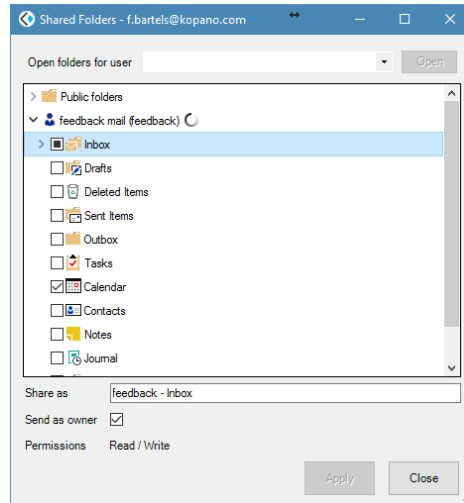 Shared Folders - f.bartels@kopano.com
Open folders for user
Open
Public folders
feedback mail (feedback)
Inbox
Drafts
Deleted Items
Sent Items
Outbox
Tasks
Calendar
Contacts
Notes
Journal
Share as feedback - Inbox
Send as owner
Permissions Read / Write
Apply Close